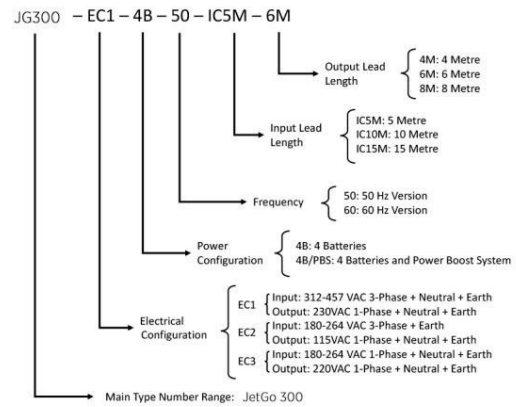 JG300 – EC1 – 4B – 50 – IC5M – 6M
Output Lead
Length
4M: 4 Metre
6M: 6 Metre
8M: 8 Metre
Input Lead
Length
IC5M: 5 Metre
IC10M: 10 Metre
IC15M: 15 Metre
Frequency
50: 50 Hz Version
60: 60 Hz Version
Power
Configuration
4B: 4 Batteries
4B/PBS: 4 Batteries and Power Boost System
Electrical
Configuration
EC1
Input: 312-457 VAC 3-Phase + Neutral + Earth
Output: 230VAC 1-Phase + Neutral + Earth
EC2
Input: 180-264 VAC 3-Phase + Earth
Output: 115VAC 1-Phase + Neutral + Earth
EC3
Input: 180-264 VAC 1-Phase + Neutral + Earth
Output: 220VAC 1-Phase + Neutral + Earth
Main Type Number Range: JetGo 300